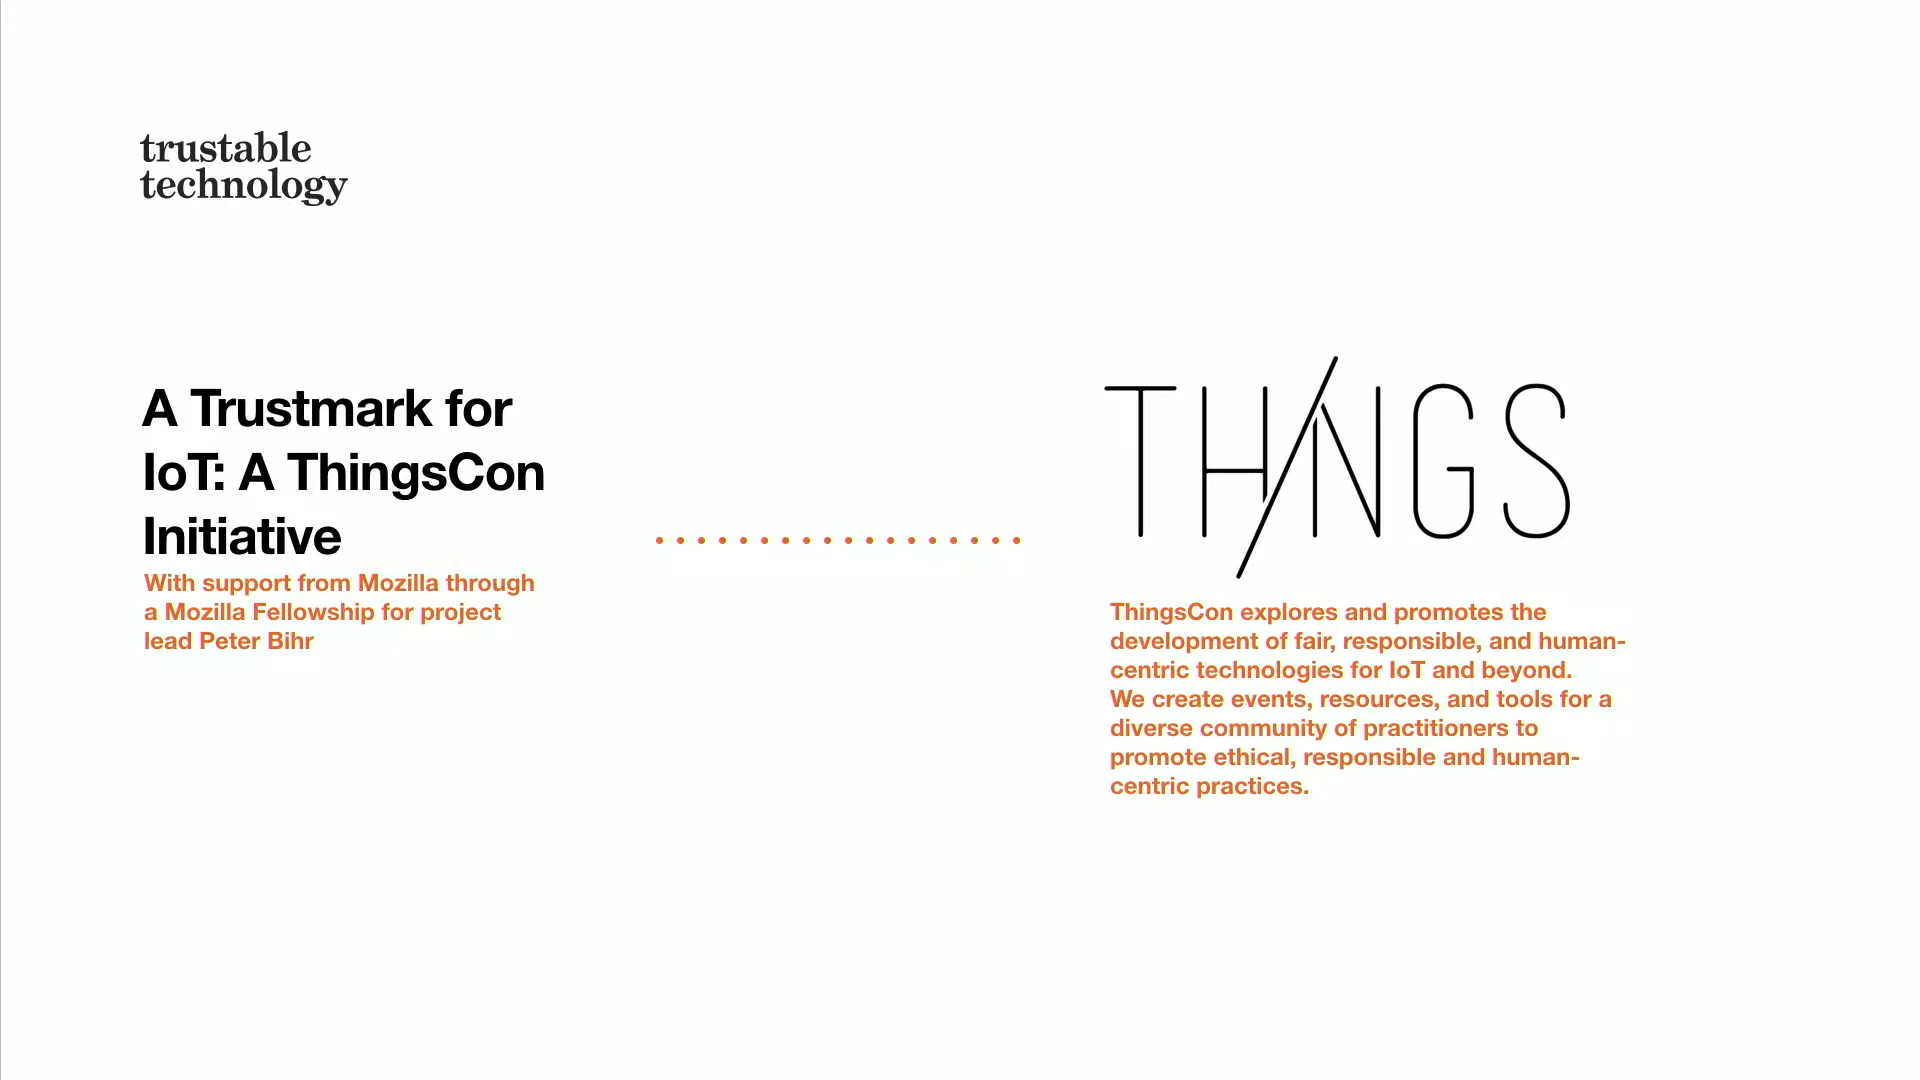 trustable
technology
A Trustmark for
IoT: A ThingsCon
Initiative
With support from Mozilla through
a Mozilla Fellowship for project
lead Peter Bihr
THINGS
ThingsCon explores and promotes the
development of fair, responsible, and human-
centric technologies for IoT and beyond.
We create events, resources, and tools for a
diverse community of practitioners to
promote ethical, responsible and human-
centric practices.